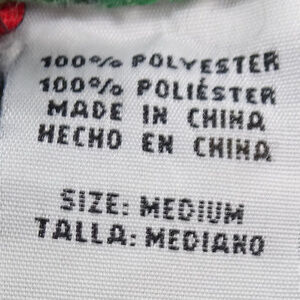 100% POLYESTER
100% POLIÉSTER
MADE IN CHINA
HECHO EN CHINA
SIZE: MEDIUM
TALLA: MEDIANO